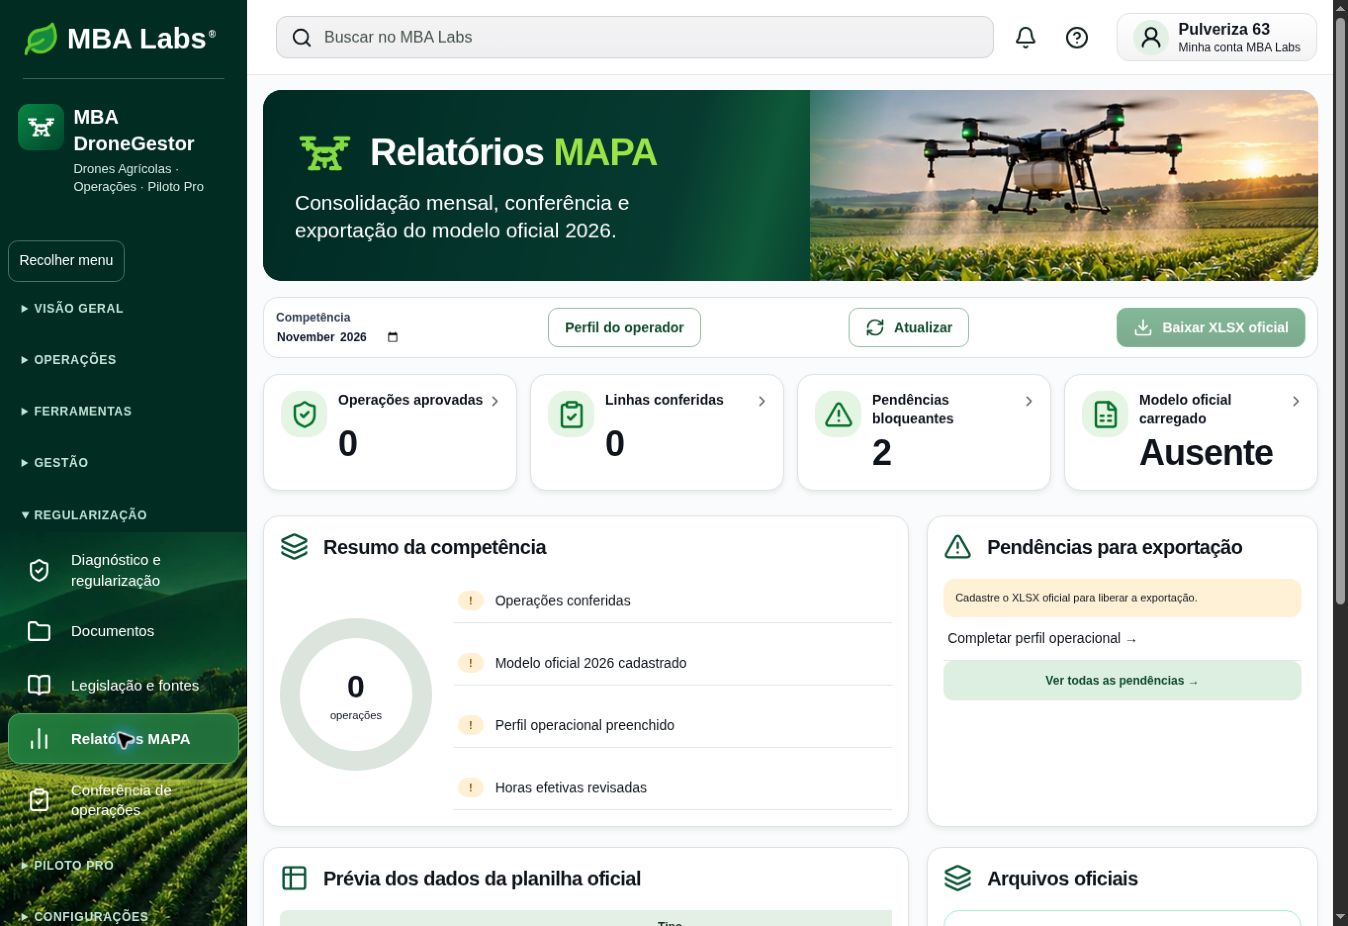 MBA Labs®
MBA
DroneGestor
Drones Agrícolas ·
Operações · Piloto Pro
Recolher menu
VISÃO GERAL
OPERAÇÕES
FERRAMENTAS
GESTÃO
REGULARIZAÇÃO
Diagnóstico e
regularização
Documentos
Legislação e fontes
Relatórios MAPA
Conferência de
operações
PILOTO PRO
CONFIGURAÇÕES
Buscar no MBA Labs
Pulveriza 63
Minha conta MBA Labs
Relatórios MAPA
Consolidação mensal, conferência e
exportação do modelo oficial 2026.
Competência
November 2026
Perfil do operador
Atualizar
Baixar XLSX oficial
Operações aprovadas
0
Linhas conferidas
0
Pendências
bloqueantes
2
Modelo oficial
carregado
Ausente
Resumo da competência
0
operações
! Operações conferidas
! Modelo oficial 2026 cadastrado
! Perfil operacional preenchido
! Horas efetivas revisadas
Pendências para exportação
Cadastre o XLSX oficial para liberar a exportação.
Completar perfil operacional →
Ver todas as pendências →
Prévia dos dados da planilha oficial
Tipo
Arquivos oficiais